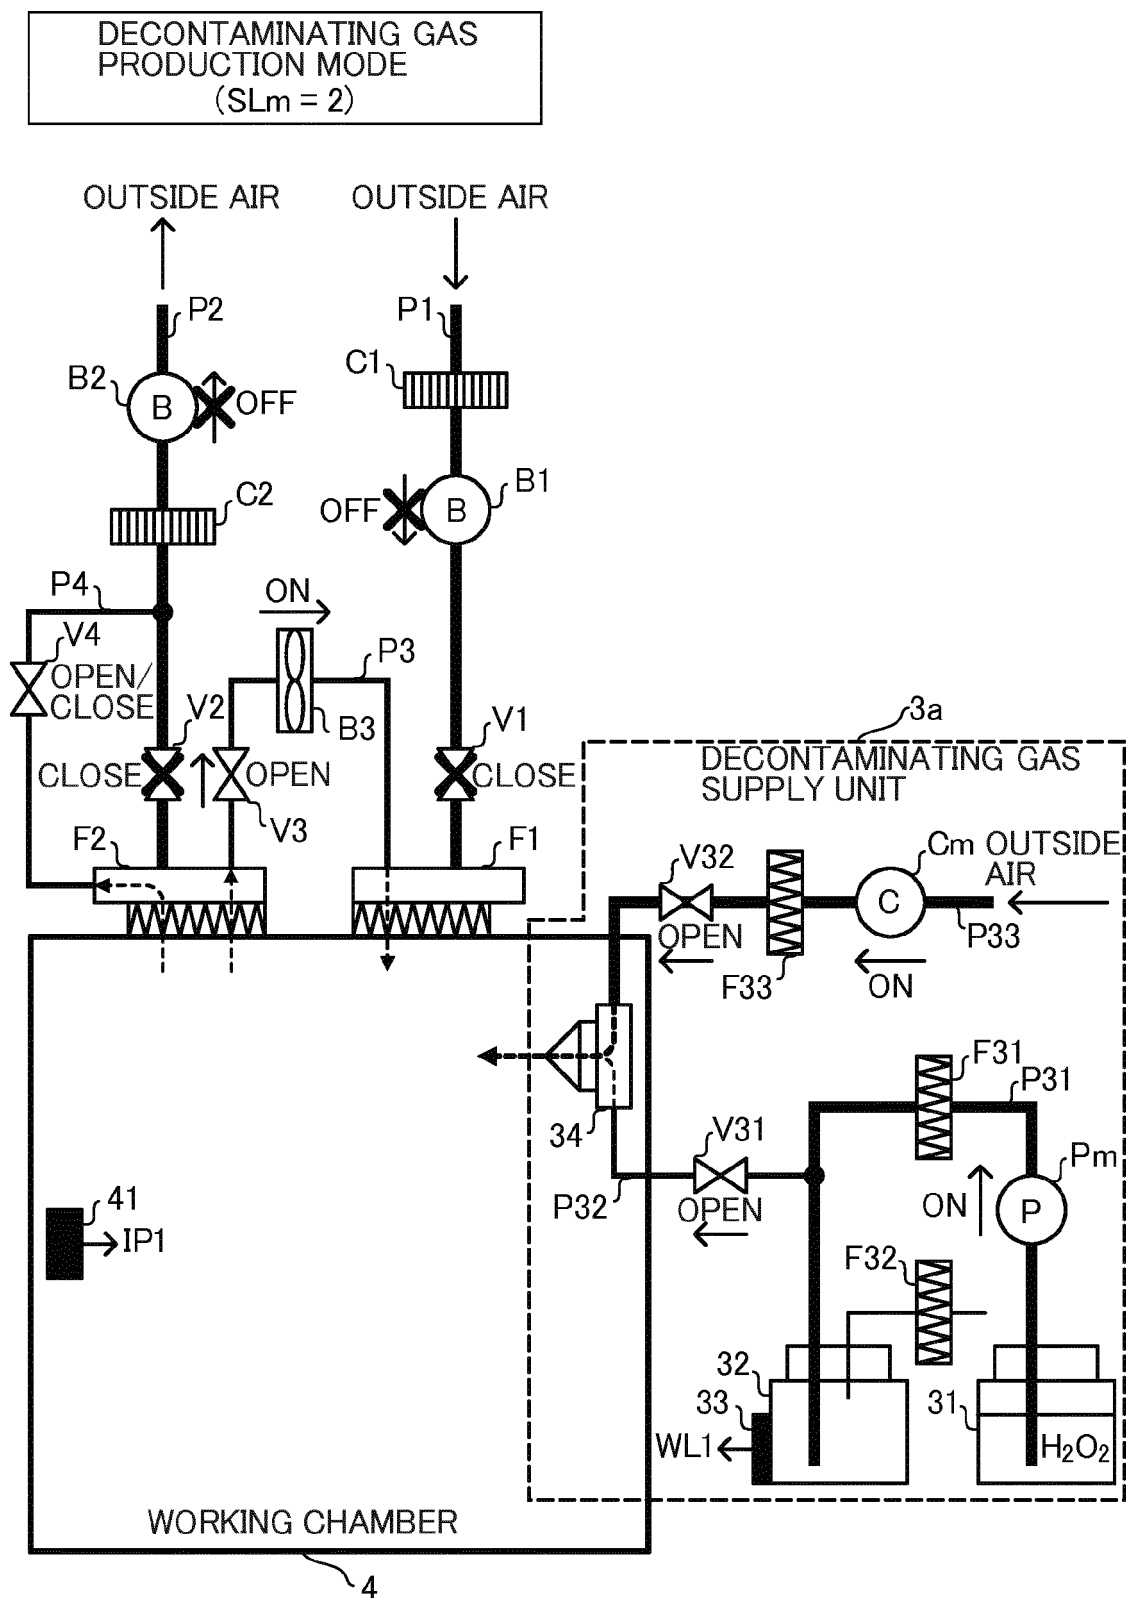 DECONTAMINATING GAS
PRODUCTION MODE
(SLm = 2)
OUTSIDE AIR
OUTSIDE AIR
P2
P1
C1
B2
B
OFF
C2
B1
OFF
B
P4
ON
V4
P3
OPEN/
CLOSE
V2
B3
V1
3a
CLOSE
OPEN
CLOSE
DECONTAMINATING GAS
SUPPLY UNIT
F2
V3
F1
V32
Cm
OUTSIDE
AIR
C
OPEN
F33
ON
P33
F31
P31
34
V31
Pm
P32
OPEN
ON
P
41
IP1
F32
32
33
31
WL1
H₂O₂
WORKING CHAMBER
4